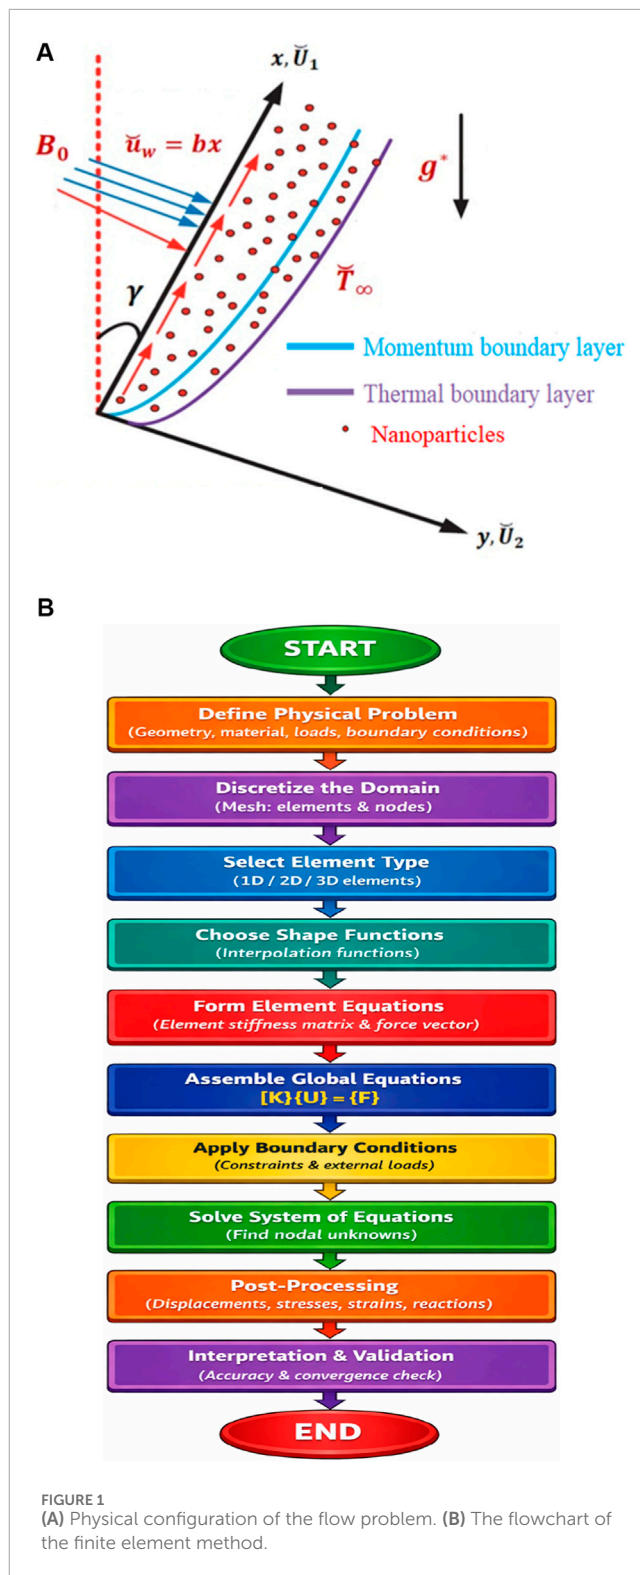 A
x, Ŭ₁
B₀
ŭ_w = bx
g*
γ
T̆_∞
Momentum boundary layer
Thermal boundary layer
Nanoparticles
y, Ŭ₂
B
START
Define Physical Problem
(Geometry, material, loads, boundary conditions)
Discretize the Domain
(Mesh: elements & nodes)
Select Element Type
(1D / 2D / 3D elements)
Choose Shape Functions
(Interpolation functions)
Form Element Equations
(Element stiffness matrix & force vector)
Assemble Global Equations
[K}{U} = {F}
Apply Boundary Conditions
(Constraints & external loads)
Solve System of Equations
(Find nodal unknowns)
Post-Processing
(Displacements, stresses, strains, reactions)
Interpretation & Validation
(Accuracy & convergence check)
END
FIGURE 1
(A) Physical configuration of the flow problem. (B) The flowchart of
the finite element method.